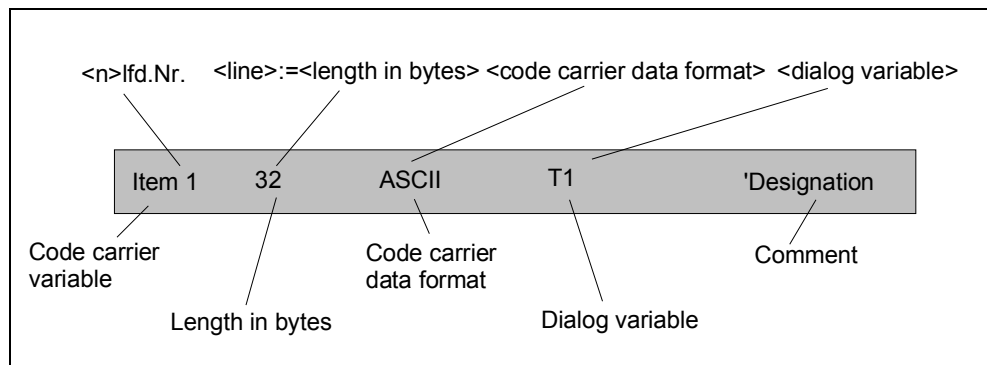 <n>lfd.Nr. <line>:=<length in bytes> <code carrier data format> <dialog variable>
Item 1 32 ASCII T1 'Designation
Code carrier
variable
Code carrier
data format
Comment
Length in bytes
Dialog variable